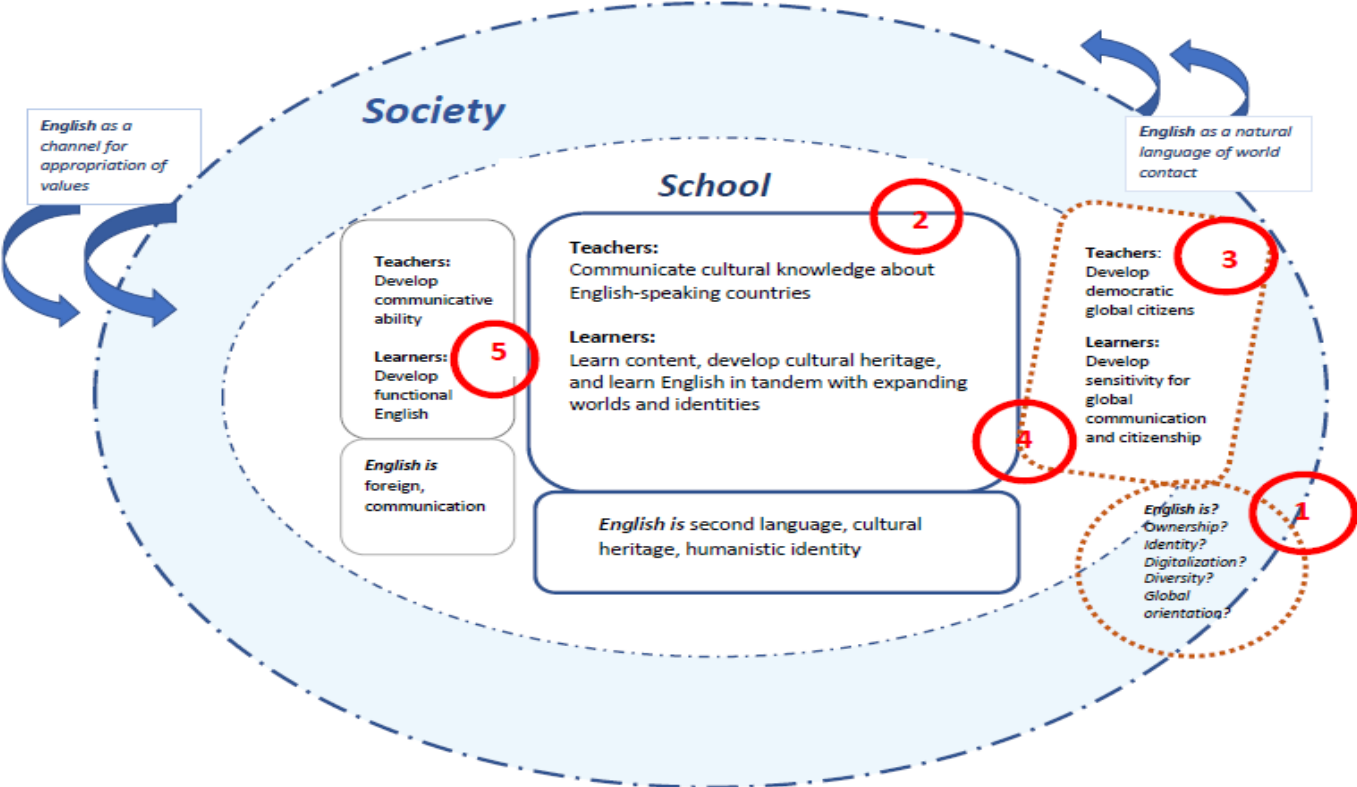 Society
English as a
channel for
appropriation of
values
English as a natural
language of world
contact
School
Teachers:
Develop
communicative
ability
Learners:
Develop
functional
English
5
English is
foreign,
communication
2
Teachers:
Communicate cultural knowledge about
English-speaking countries
Learners:
Learn content, develop cultural heritage,
and learn English in tandem with expanding
worlds and identities
4
English is second language, cultural
heritage, humanistic identity
3
Teachers:
Develop
democratic
global citizens
Learners:
Develop
sensitivity for
global
communication
and citizenship
1
English is?
Ownership?
Identity?
Digitalization?
Diversity?
Global
orientation?